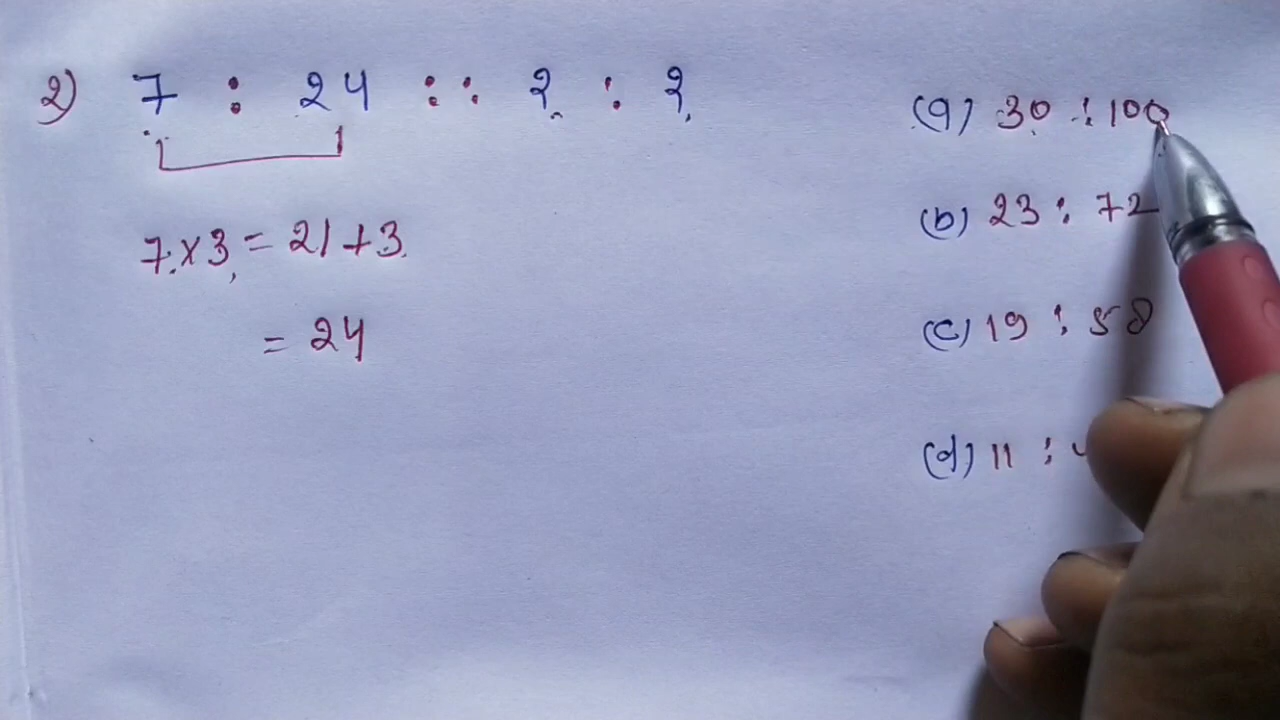 2) 7 : 24 :: ? : ?
7 x 3 = 21 + 3
= 24
(a) 30 : 100
(b) 23 : 72
(c) 19 : 58
(d) 11 :